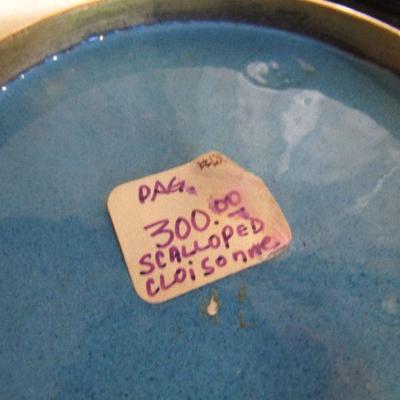 DAG.
300.00
SCALLOPED
CLOISONNE